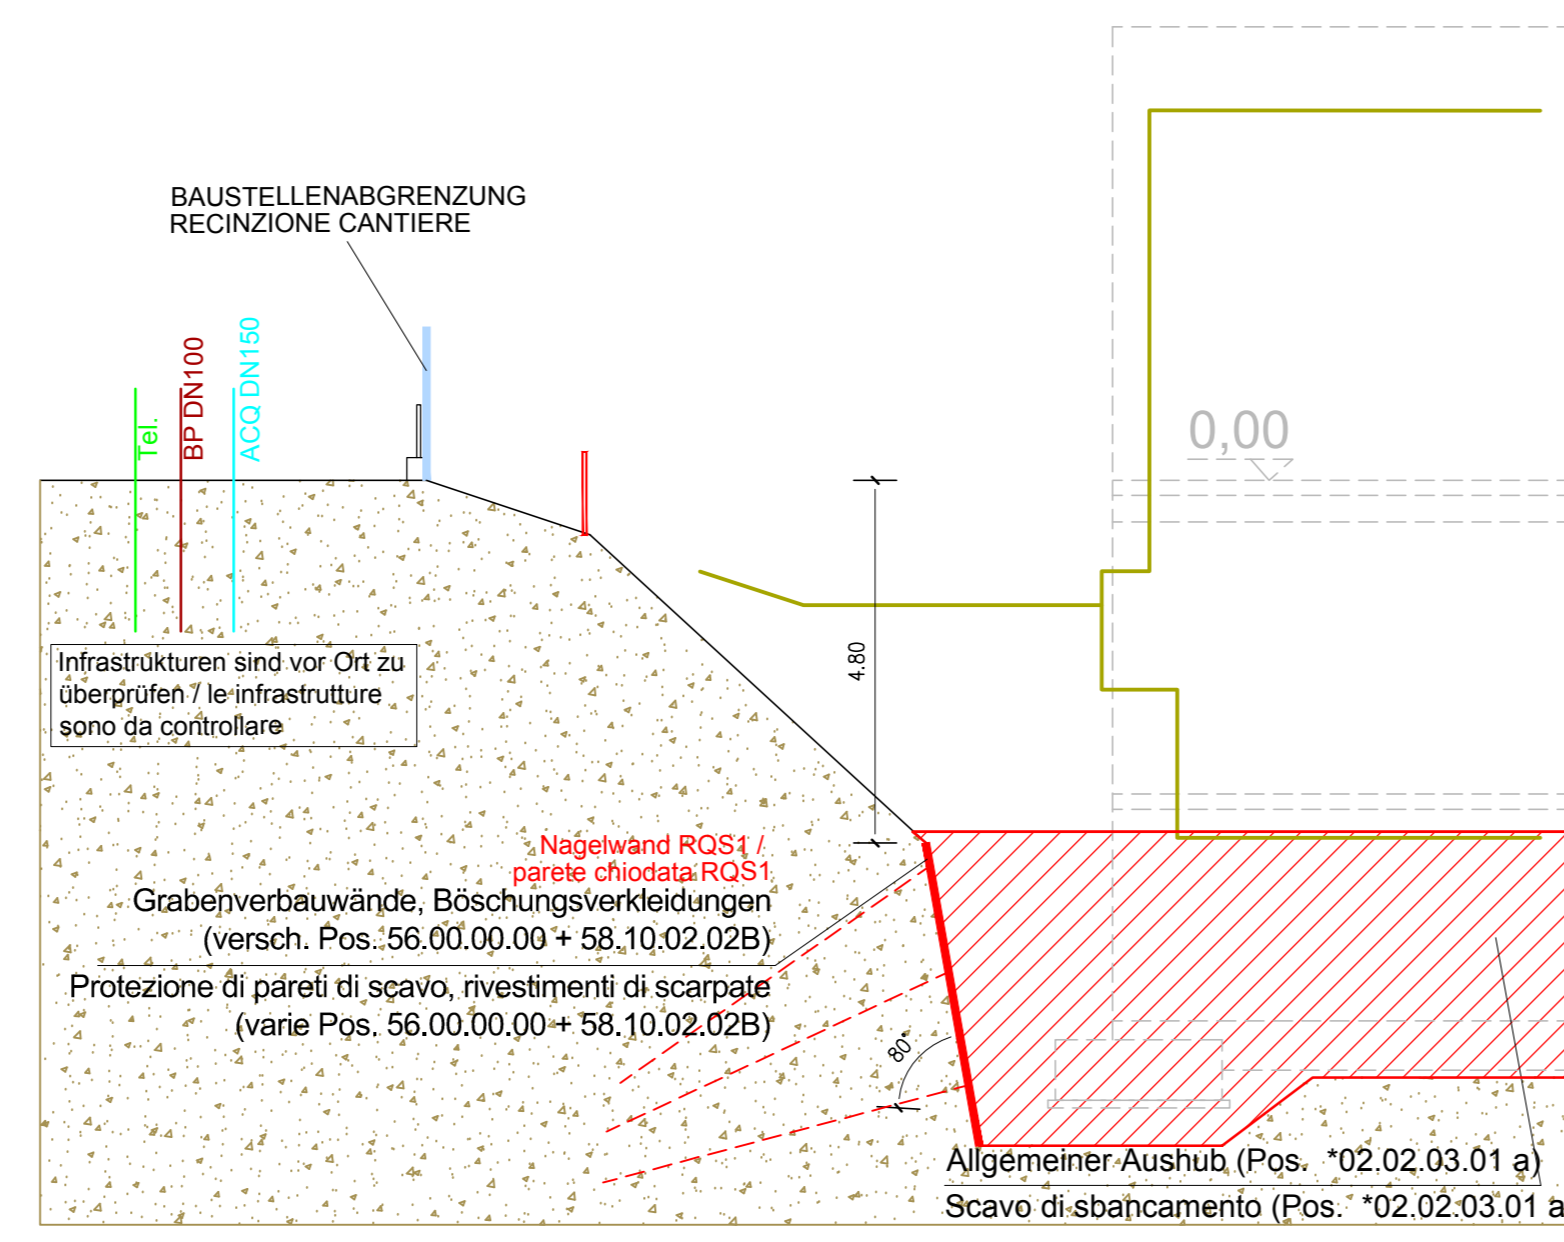 BAUSTELLENABGRENZUNG
RECINZIONE CANTIERE
Tel.
BP DN100
ACQ DN150
0,00
Infrastrukturen sind vor Ort zu
überprüfen / le infrastrutture
sono da controllare
4.80
Nagelwand RQS1 /
parete chiodata RQS1
Grabenverbauwände, Böschungsverkleidungen
(versch. Pos. 56.00.00.00 + 58.10.02.02B)
Protezione di pareti di scavo, rivestimenti di scarpate
(varie Pos. 56.00.00.00 + 58.10.02.02B)
80°
Allgemeiner Aushub (Pos. *02.02.03.01 a)
Scavo di sbancamento (Pos. *02.02.03.01 a